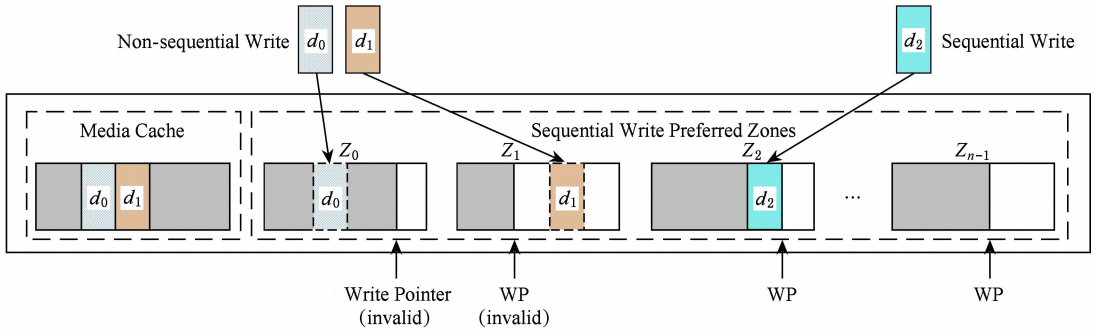 Non-sequential Write
d0
d1
d2
Sequential Write
Media Cache
Sequential Write Preferred Zones
Z0
Z1
Z2
Zn−1
d0
d1
d0
d1
d2
...
Write Pointer
(invalid)
WP
(invalid)
WP
WP